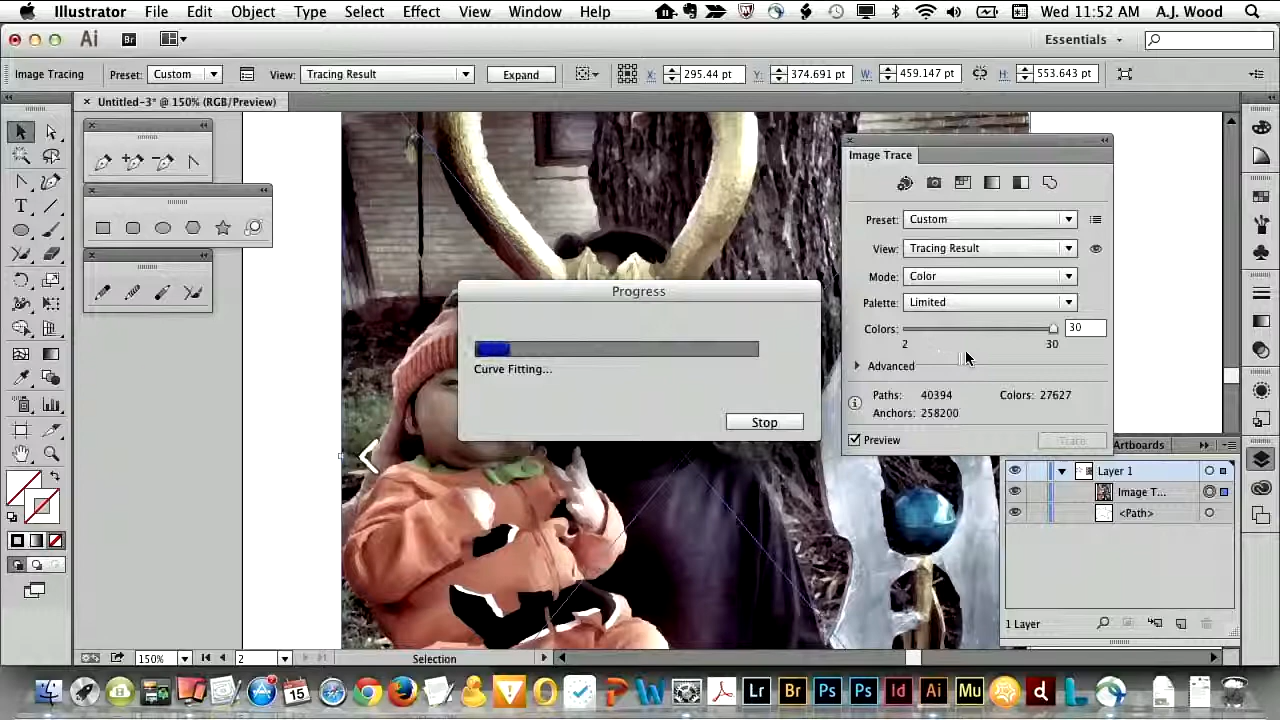 Illustrator File Edit Object Type Select Effect View Window Help Wed 11:52 AM A.J. Wood
Ai Br Essentials
Image Tracing Preset: Custom View: Tracing Result Expand X: 295.44 pt Y: 374.691 pt W: 459.147 pt H: 553.643 pt
Untitled-3* @ 150% (RGB/Preview)
Image Trace
Preset: Custom
View: Tracing Result
Mode: Color
Palette: Limited
Colors: 30
2 30
Advanced
Paths: 40394 Colors: 27627
Anchors: 258200
Preview Trace
Progress
Curve Fitting...
Stop
Artboards
Layer 1
Image T...
<Path>
1 Layer
150% 2 Selection
15 Lr Br Ps Ps Id Ai Mu